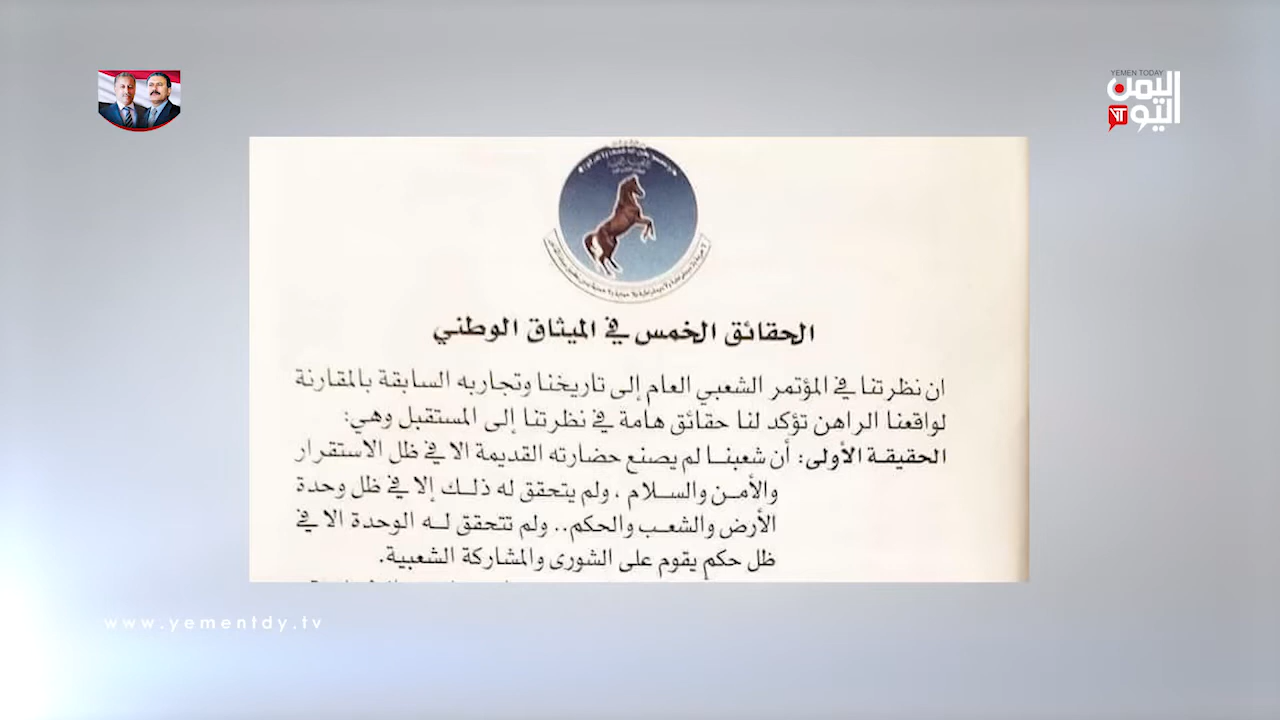 YEMEN TODAY
اليمن
اليوم
YT
الحقائق الخمس في الميثاق الوطني
ان نظرتنا في المؤتمر الشعبي العام إلى تاريخنا وتجاربه السابقة بالمقارنة
لواقعنا الراهن تؤكد لنا حقائق هامة في نظرتنا إلى المستقبل وهي:
الحقيقة الأولى: أن شعبنا لم يصنع حضارته القديمة الا في ظل الاستقرار
والأمن والسلام ، ولم يتحقق له ذلك إلا في ظل وحدة
الأرض والشعب والحكم.. ولم تتحقق له الوحدة الا في
ظل حكم يقوم على الشورى والمشاركة الشعبية.
www.yementdy.tv